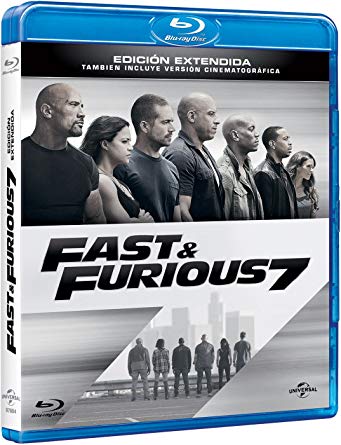 Blu-ray Disc
EDICIÓN EXTENDIDA
TAMBIEN INCLUYE VERSIÓN CINEMATOGRÁFICA
FAST &
FURIOUS 7
Blu-ray Disc
UNIVERSAL
EDICIÓN
EXTENDIDA
FAST & FURIOUS 7
UNIVERSAL